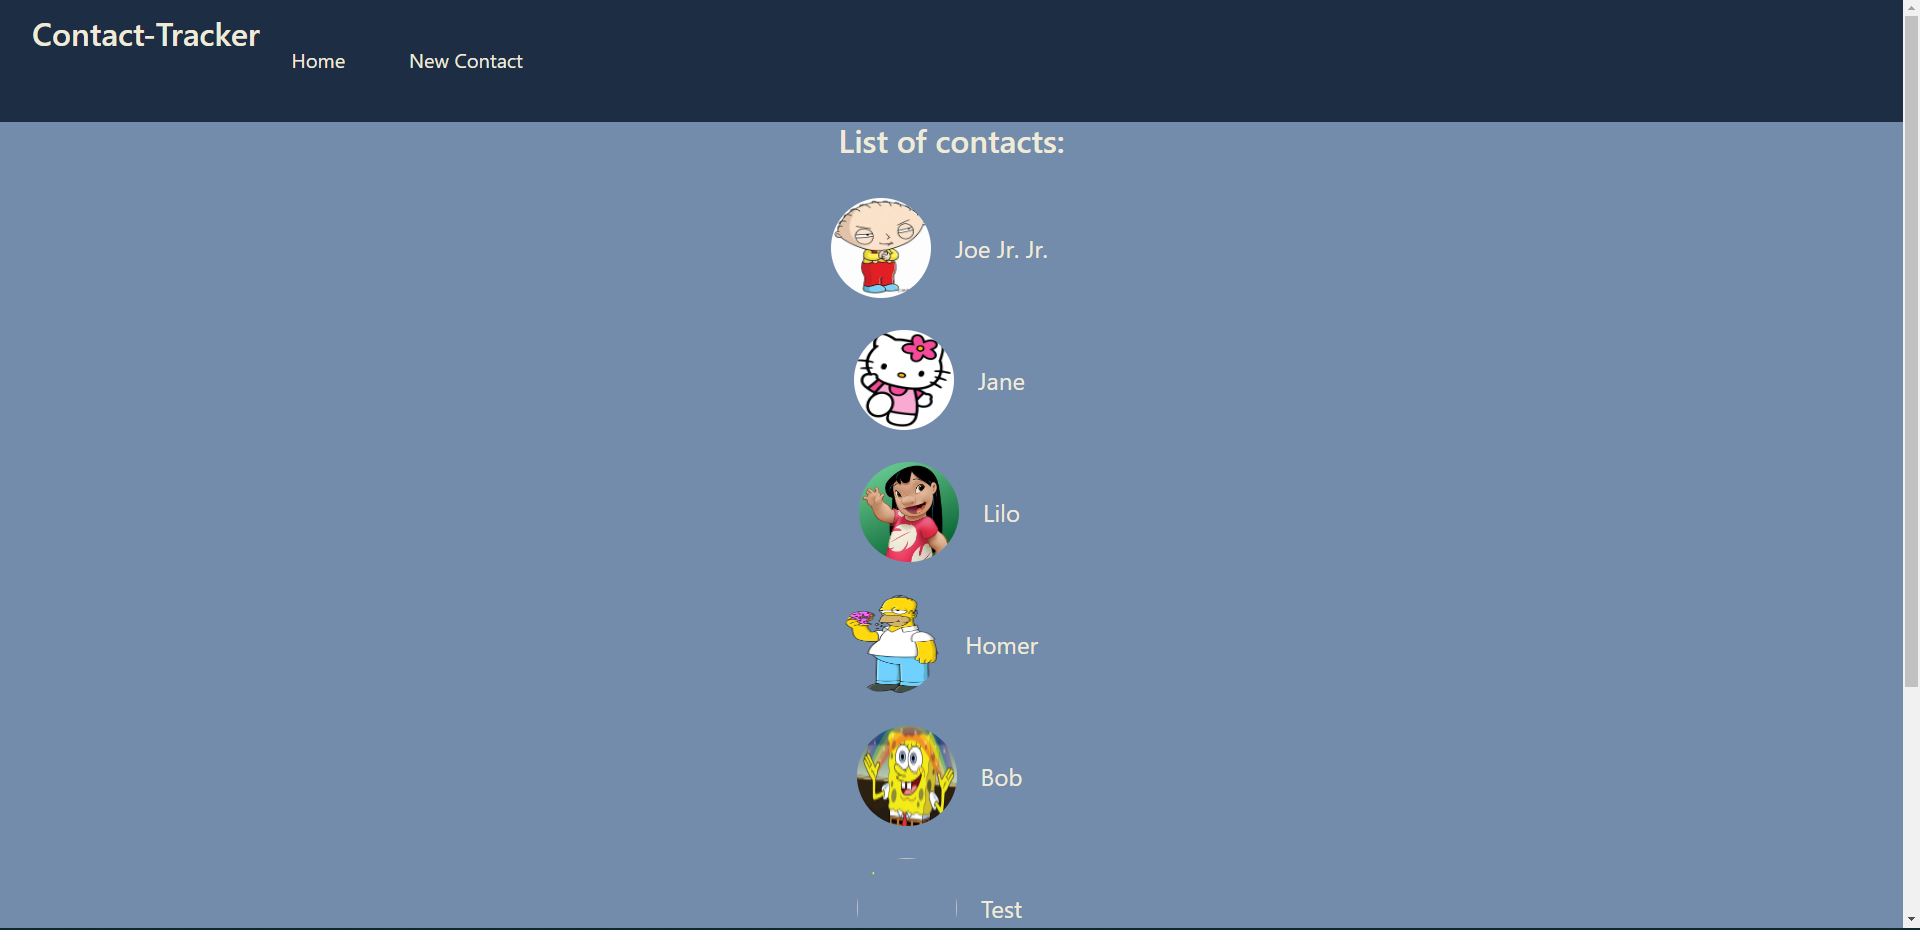 Contact-Tracker
Home
New Contact
List of contacts:
Joe Jr. Jr.
Jane
Lilo
Homer
Bob
Test